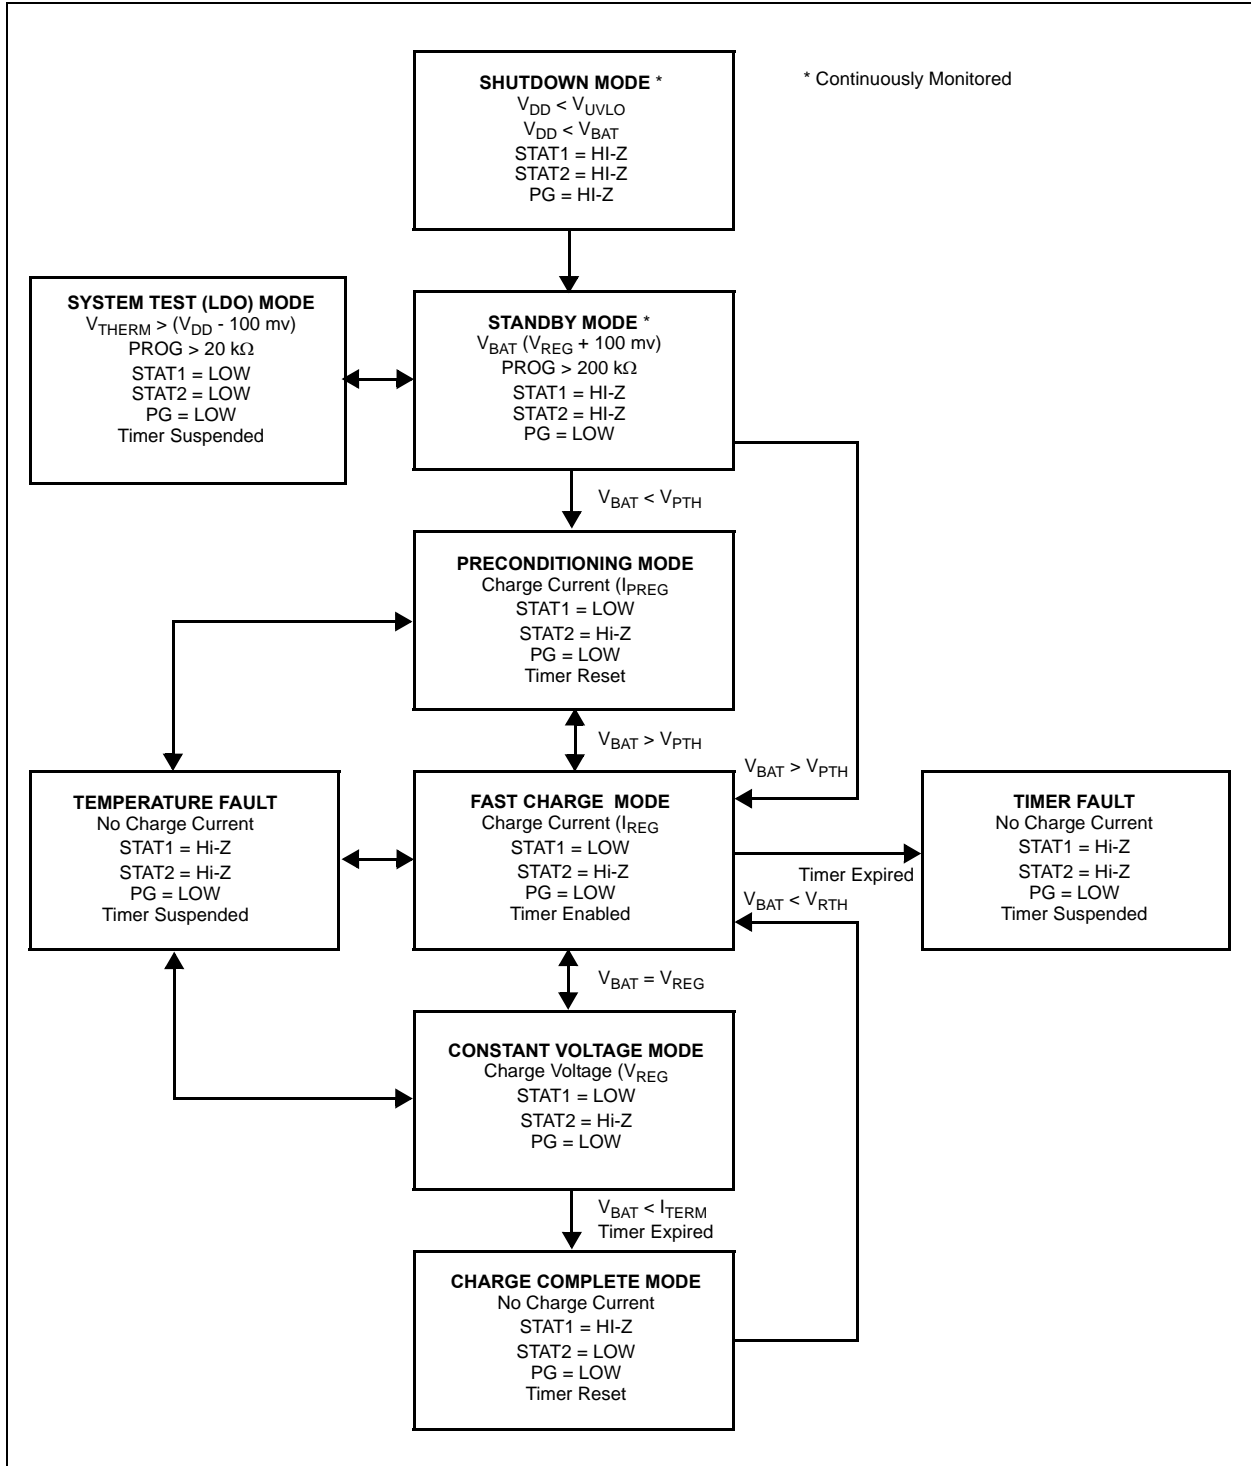 SHUTDOWN MODE *
V_DD < V_UVLO
V_DD < V_BAT
STAT1 = HI-Z
STAT2 = HI-Z
PG = HI-Z
* Continuously Monitored
SYSTEM TEST (LDO) MODE
V_THERM > (V_DD - 100 mv)
PROG > 20 kΩ
STAT1 = LOW
STAT2 = LOW
PG = LOW
Timer Suspended
STANDBY MODE *
V_BAT (V_REG + 100 mv)
PROG > 200 kΩ
STAT1 = HI-Z
STAT2 = HI-Z
PG = LOW
V_BAT < V_PTH
PRECONDITIONING MODE
Charge Current (I_PREG
STAT1 = LOW
STAT2 = Hi-Z
PG = LOW
Timer Reset
V_BAT > V_PTH
V_BAT > V_PTH
TEMPERATURE FAULT
No Charge Current
STAT1 = Hi-Z
STAT2 = Hi-Z
PG = LOW
Timer Suspended
FAST CHARGE MODE
Charge Current (I_REG
STAT1 = LOW
STAT2 = Hi-Z
PG = LOW
Timer Enabled
Timer Expired
V_BAT < V_RTH
TIMER FAULT
No Charge Current
STAT1 = Hi-Z
STAT2 = Hi-Z
PG = LOW
Timer Suspended
V_BAT = V_REG
CONSTANT VOLTAGE MODE
Charge Voltage (V_REG
STAT1 = LOW
STAT2 = Hi-Z
PG = LOW
V_BAT < I_TERM
Timer Expired
CHARGE COMPLETE MODE
No Charge Current
STAT1 = HI-Z
STAT2 = LOW
PG = LOW
Timer Reset